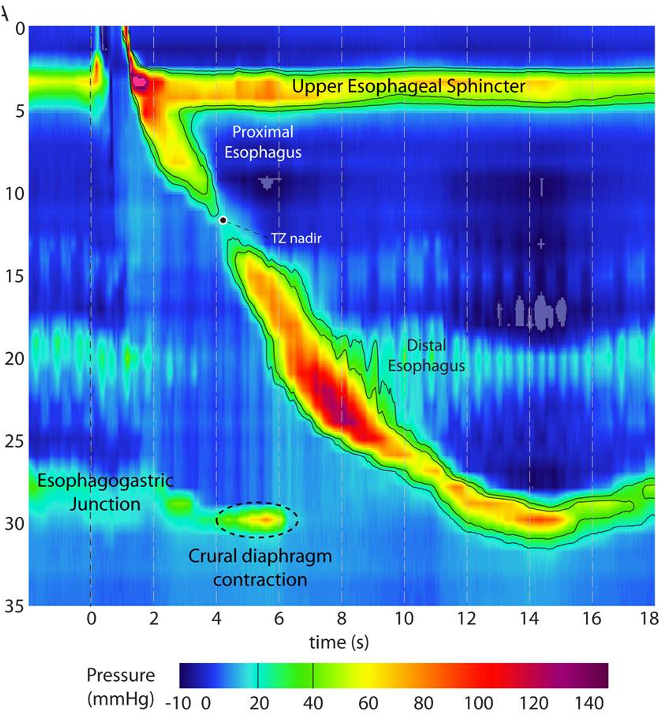 A
0
Upper Esophageal Sphincter
5
Proximal
Esophagus
10
TZ nadir
15
Distal
Esophagus
20
25
Esophagogastric
Junction
30
Crural diaphragm
contraction
35
0 2 4 6 8 10 12 14 16 18
time (s)
Pressure
(mmHg)
-10 0 20 40 60 80 100 120 140